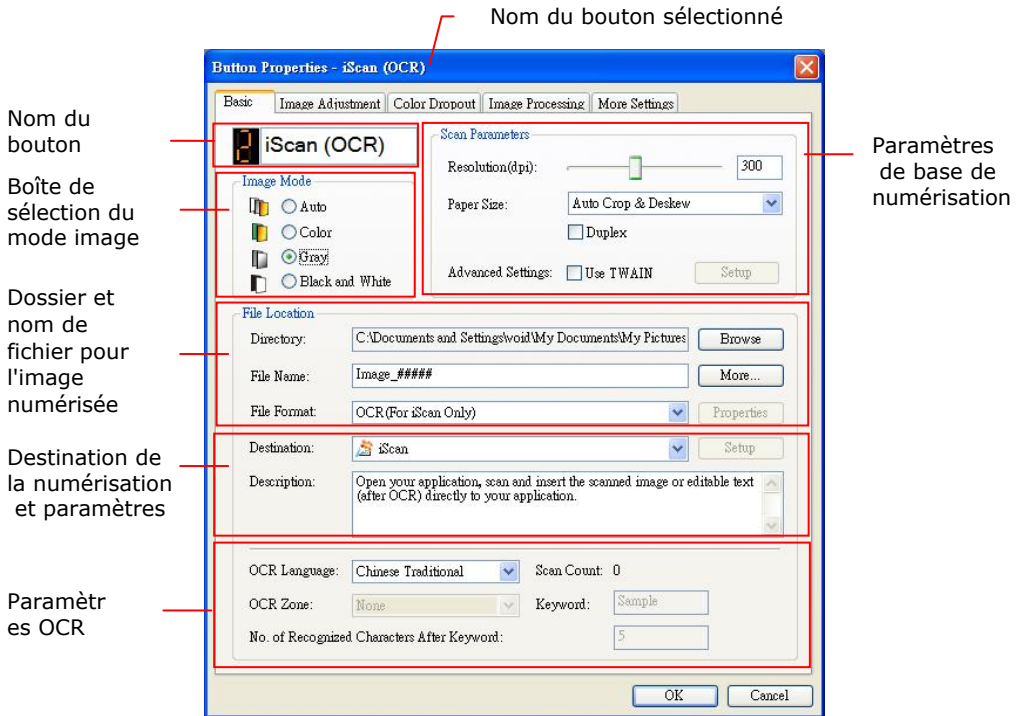 Nom du bouton sélectionné
Button Properties - iScan (OCR)
Basic Image Adjustment Color Dropout Image Processing More Settings
Nom du
bouton
2 iScan (OCR)
Boîte de
sélection du
mode image
Image Mode
Auto
Color
Gray
Black and White
Scan Parameters
Resolution(dpi): 300
Paper Size: Auto Crop & Deskew
Duplex
Advanced Settings: Use TWAIN Setup
Paramètres
de base de
numérisation
Dossier et
nom de
fichier pour
l'image
numérisée
File Location
Directory: C:\Documents and Settings\void\My Documents\My Pictures Browse
File Name: Image_##### More...
File Format: OCR(For iScan Only) Properties
Destination de
la numérisation
et paramètres
Destination: iScan Setup
Description: Open your application, scan and insert the scanned image or editable text
(after OCR) directly to your application.
Paramètr
es OCR
OCR Language: Chinese Traditional Scan Count: 0
OCR Zone: None Keyword: Sample
No. of Recognized Characters After Keyword: 5
OK Cancel